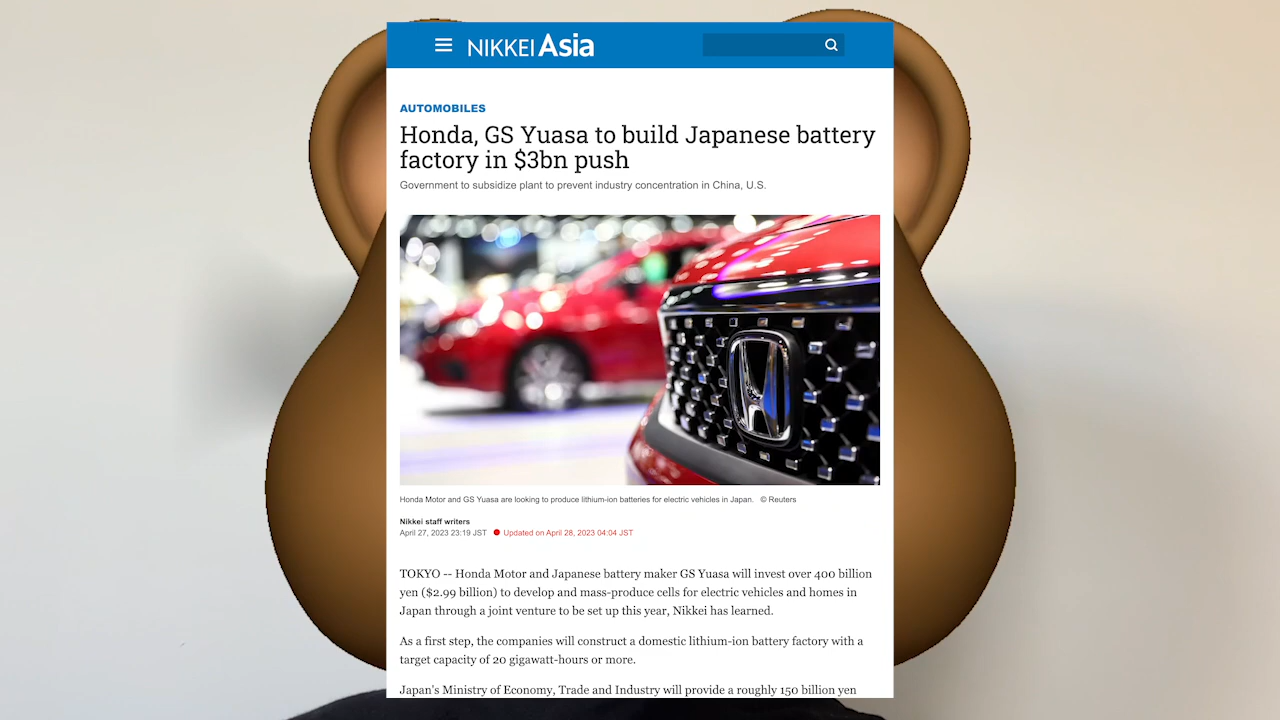 NIKKEI Asia
AUTOMOBILES
Honda, GS Yuasa to build Japanese battery
factory in $3bn push
Government to subsidize plant to prevent industry concentration in China, U.S.
Honda Motor and GS Yuasa are looking to produce lithium-ion batteries for electric vehicles in Japan. © Reuters
Nikkei staff writers
April 27, 2023 23:19 JST Updated on April 28, 2023 04:04 JST
TOKYO -- Honda Motor and Japanese battery maker GS Yuasa will invest over 400 billion
yen ($2.99 billion) to develop and mass-produce cells for electric vehicles and homes in
Japan through a joint venture to be set up this year, Nikkei has learned.
As a first step, the companies will construct a domestic lithium-ion battery factory with a
target capacity of 20 gigawatt-hours or more.
Japan's Ministry of Economy, Trade and Industry will provide a roughly 150 billion yen